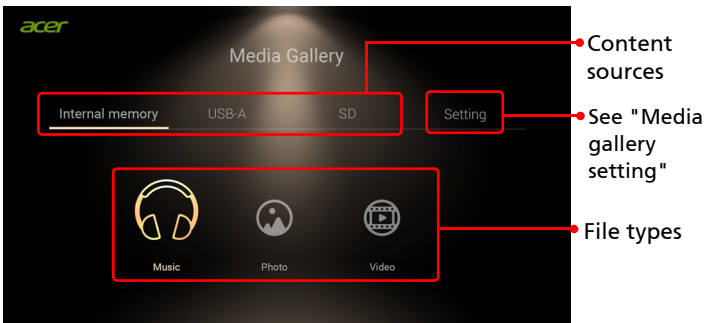 acer
Media Gallery
Internal memory USB-A SD Setting
Music Photo Video
Content
sources
See "Media
gallery
setting"
File types